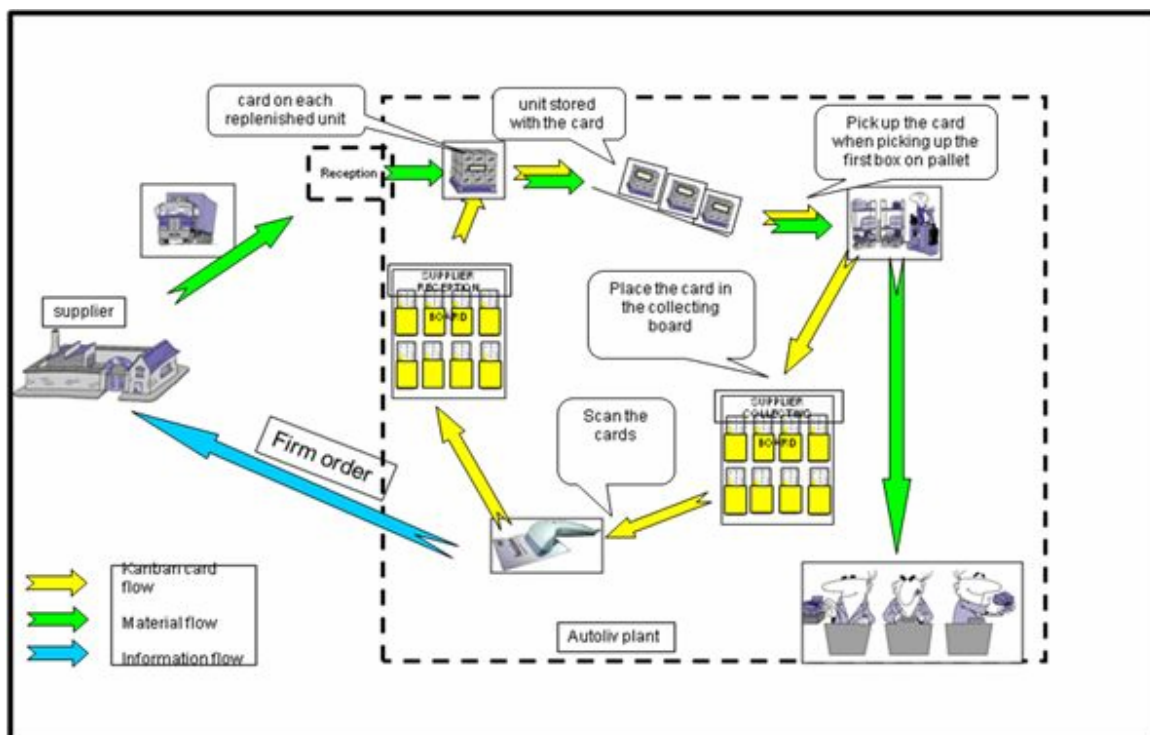 card on each
replenished unit
unit stored
with the card
Pick up the card
when picking up the
first box on pallet
Reception
SUPPLIER
RECEPTION
BOARD
supplier
Place the card in
the collecting
board
SUPPLIER
COLLECTING
BOARD
Scan the
cards
Firm order
Kanban card
flow
Material flow
Information flow
Autoliv plant